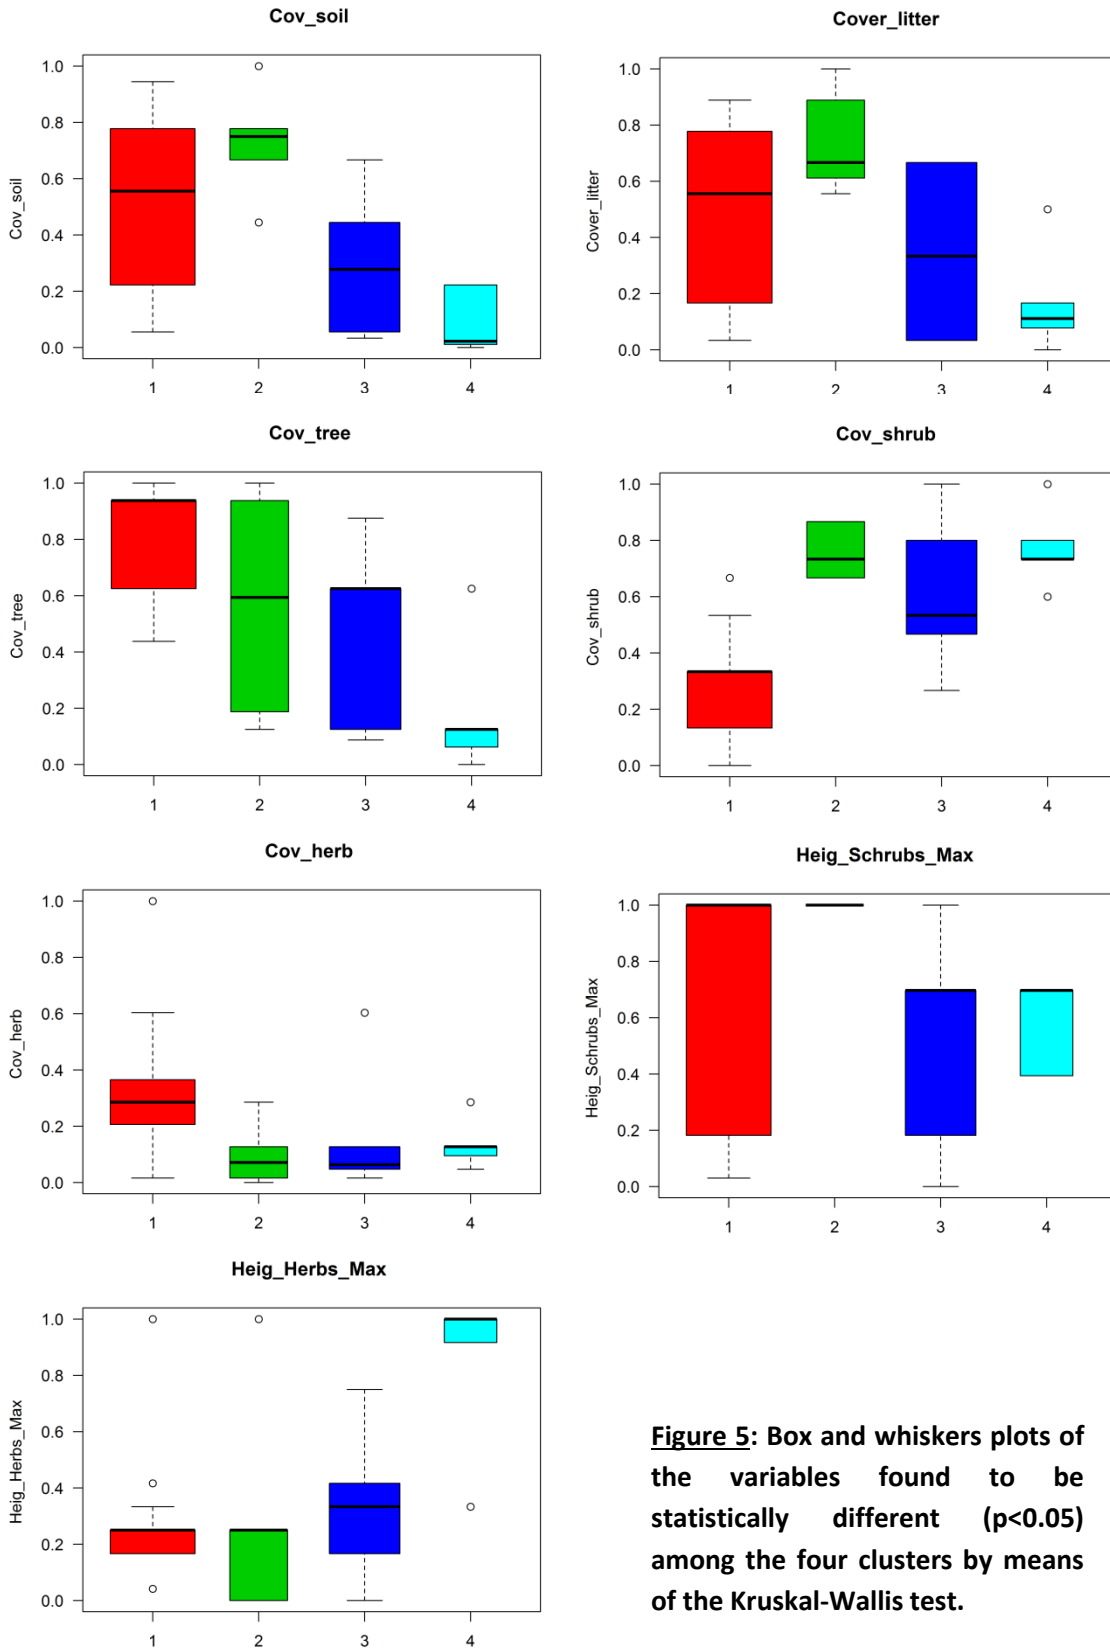 Cov_soil
Cov_soil
1.0
0.8
0.6
0.4
0.2
0.0
1 2 3 4
Cover_litter
Cover_litter
1.0
0.8
0.6
0.4
0.2
0.0
1 2 3 4
Cov_tree
Cov_tree
1.0
0.8
0.6
0.4
0.2
0.0
1 2 3 4
Cov_shrub
Cov_shrub
1.0
0.8
0.6
0.4
0.2
0.0
1 2 3 4
Cov_herb
Cov_herb
1.0
0.8
0.6
0.4
0.2
0.0
1 2 3 4
Heig_Schrubs_Max
Heig_Schrubs_Max
1.0
0.8
0.6
0.4
0.2
0.0
1 2 3 4
Heig_Herbs_Max
Heig_Herbs_Max
1.0
0.8
0.6
0.4
0.2
0.0
1 2 3 4
Figure 5: Box and whiskers plots of
the variables found to be
statistically different (p<0.05)
among the four clusters by means
of the Kruskal-Wallis test.